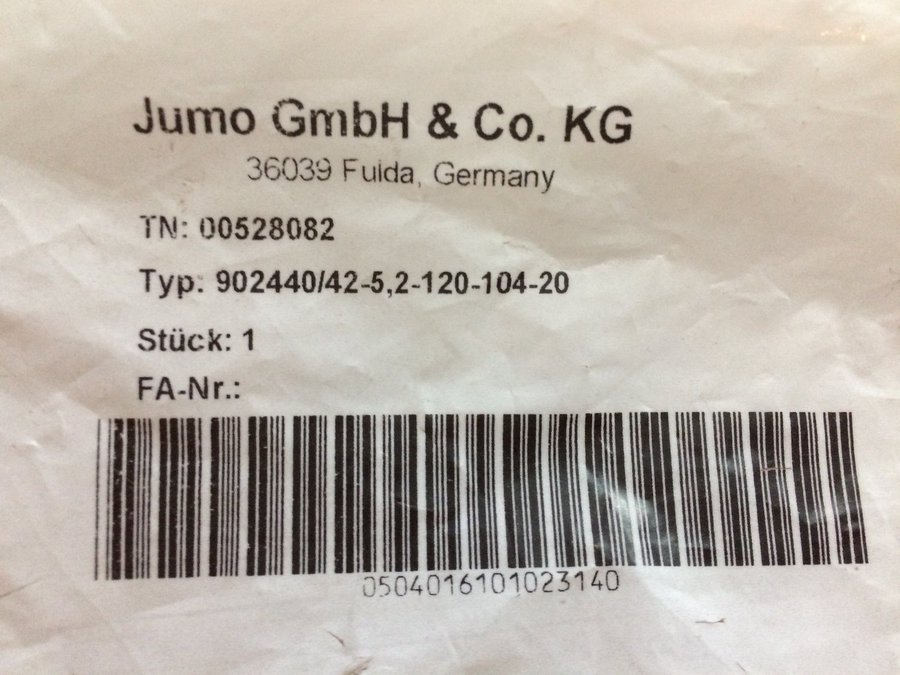 Jumo GmbH & Co. KG
36039 Fulda, Germany
TN: 00528082
Typ: 902440/42-5,2-120-104-20
Stück: 1
FA-Nr.:
0504016101023140